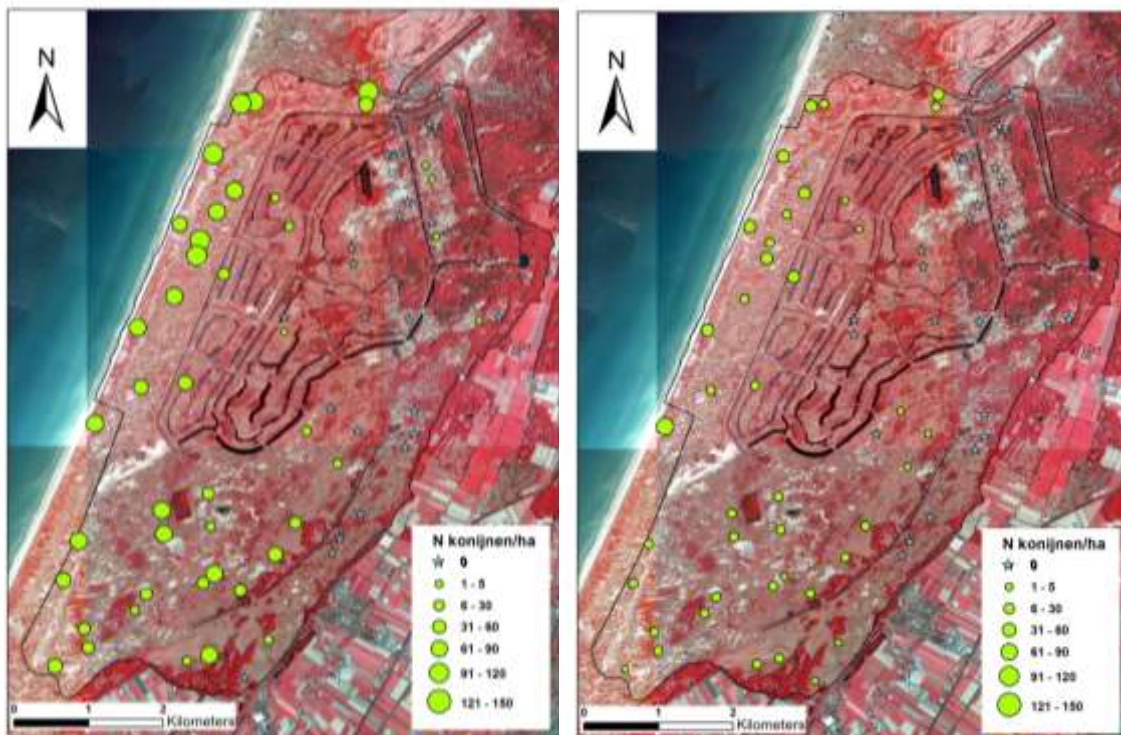 N
N konijnen/ha
0
1 - 5
6 - 30
31 - 60
61 - 90
91 - 120
121 - 150
0 1 2
Kilometers
N
N konijnen/ha
0
1 - 5
6 - 30
31 - 60
61 - 90
91 - 120
121 - 150
0 1 2
Kilometers